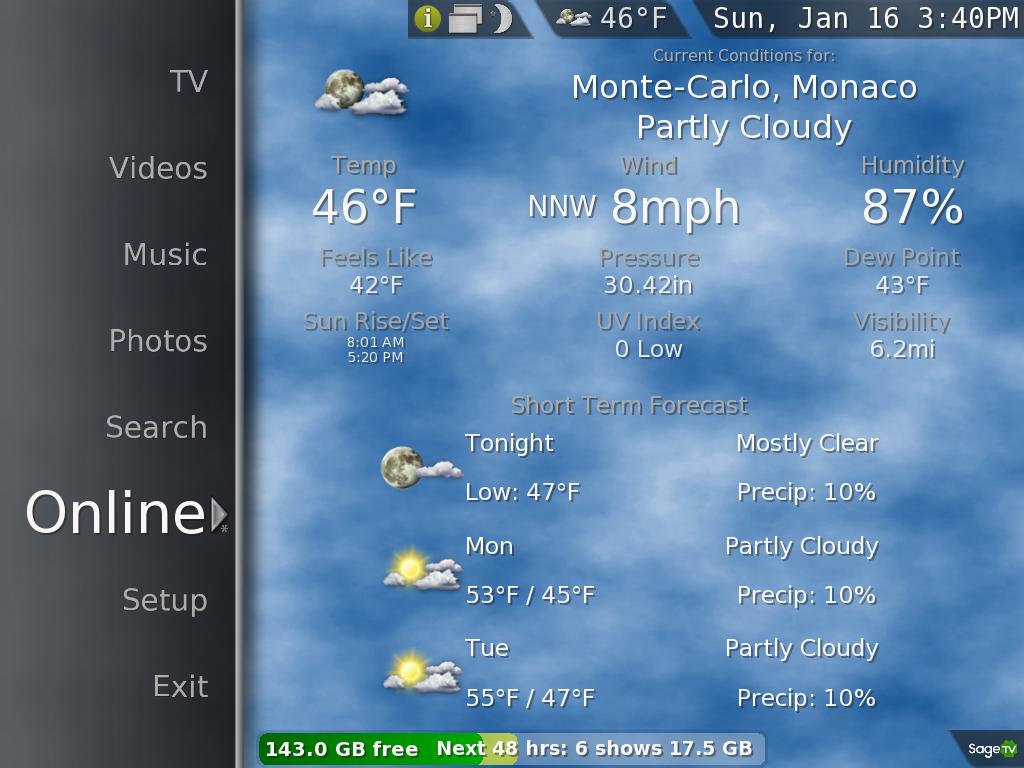 46°F
Sun, Jan 16 3:40PM
TV
Videos
Music
Photos
Search
Online
Setup
Exit
Current Conditions for:
Monte-Carlo, Monaco
Partly Cloudy
Temp Wind Humidity
46°F NNW 8mph 87%
Feels Like Pressure Dew Point
42°F 30.42in 43°F
Sun Rise/Set UV Index Visibility
8:01 AM
5:20 PM
0 Low 6.2mi
Short Term Forecast
Tonight Mostly Clear
Low: 47°F Precip: 10%
Mon Partly Cloudy
53°F / 45°F Precip: 10%
Tue Partly Cloudy
55°F / 47°F Precip: 10%
143.0 GB free Next 48 hrs: 6 shows 17.5 GB
SageTV